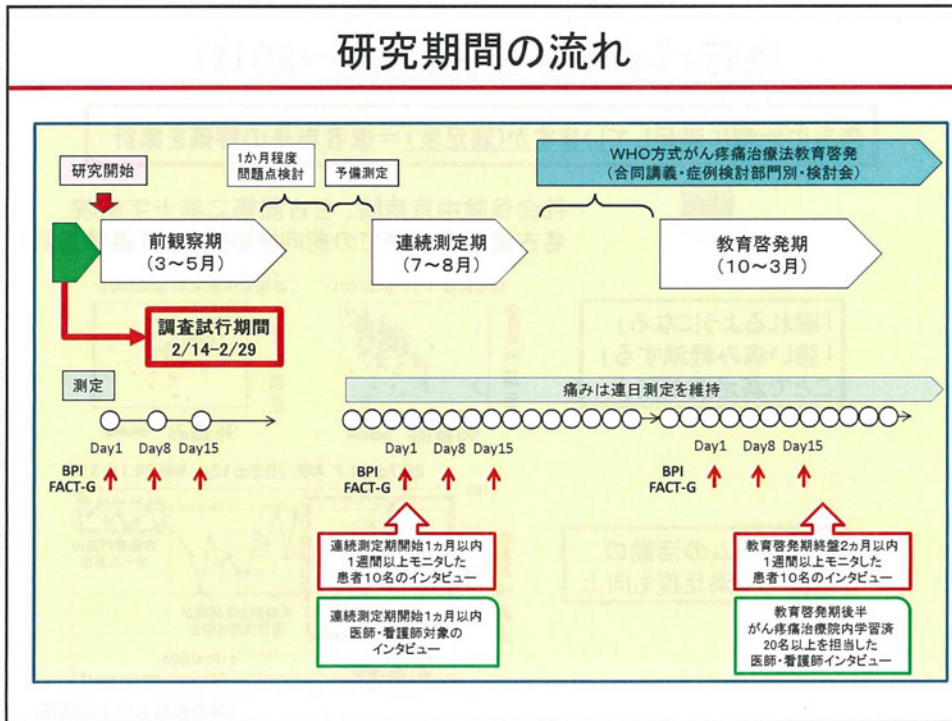 研究期間の流れ
研究開始
1か月程度
問題点検討
予備測定
WHO方式がん疼痛治療法教育啓発
(合同講義・症例検討部門別・検討会)
前観察期
(3～5月)
連続測定期
(7～8月)
教育啓発期
(10～3月)
調査試行期間
2/14-2/29
測定
痛みは連日測定を維持
Day1 Day8 Day15
Day1 Day8 Day15
Day1 Day8 Day15
BPI
FACT-G
BPI
FACT-G
BPI
FACT-G
連続測定期開始1ヵ月以内
1週間以上モニタした
患者10名のインタビュー
教育啓発期終盤2ヵ月以内
1週間以上モニタした
患者10名のインタビュー
連続測定期開始1ヵ月以内
医師・看護師対象の
インタビュー
教育啓発期後半
がん疼痛治療院内学習済
20名以上を担当した
医師・看護師インタビュー